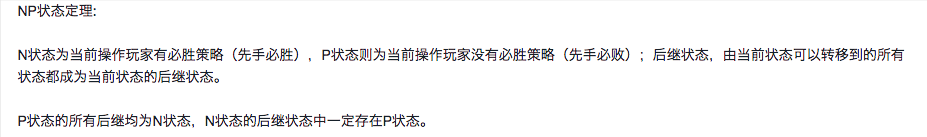 NP状态定理:
N状态为当前操作玩家有必胜策略（先手必胜），P状态则为当前操作玩家没有必胜策略（先手必败）；后继状态，由当前状态可以转移到的所有
状态都成为当前状态的后继状态。
P状态的所有后继均为N状态，N状态的后继状态中一定存在P状态。